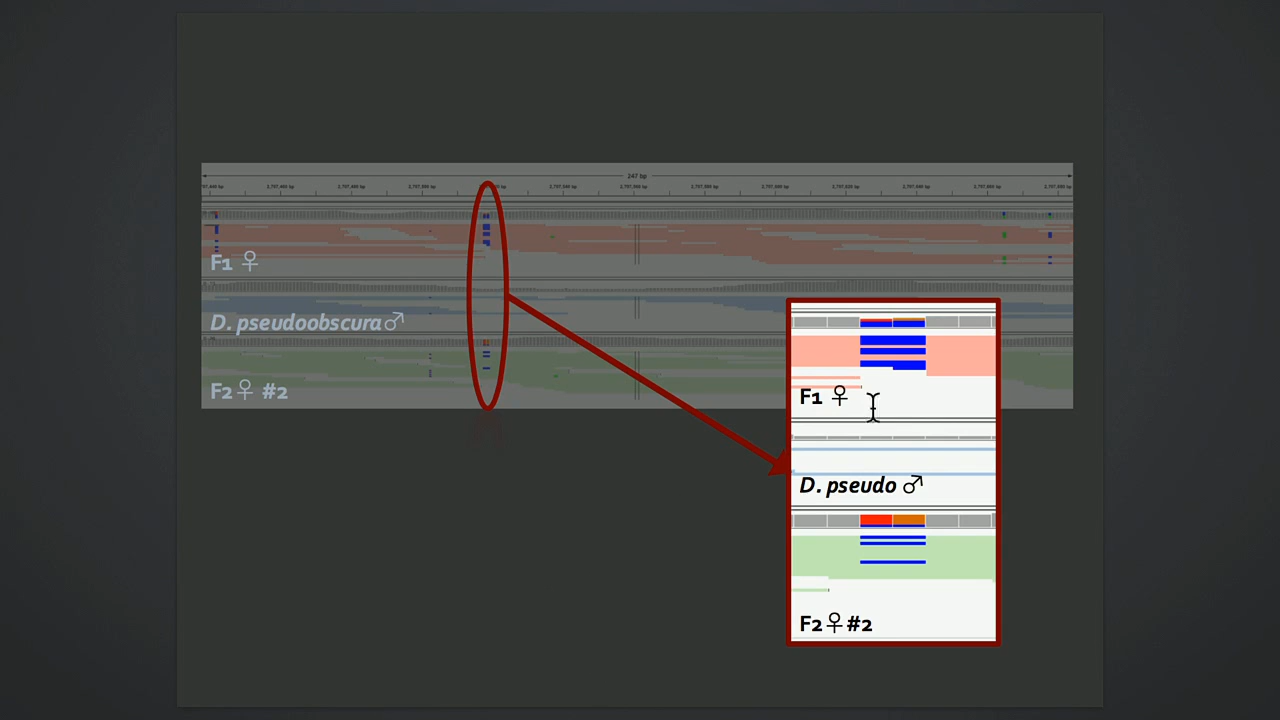 247 bp
F1 ♀
D. pseudoobscura♂
F2♀ #2
F1 ♀
D. pseudo ♂
F2♀#2